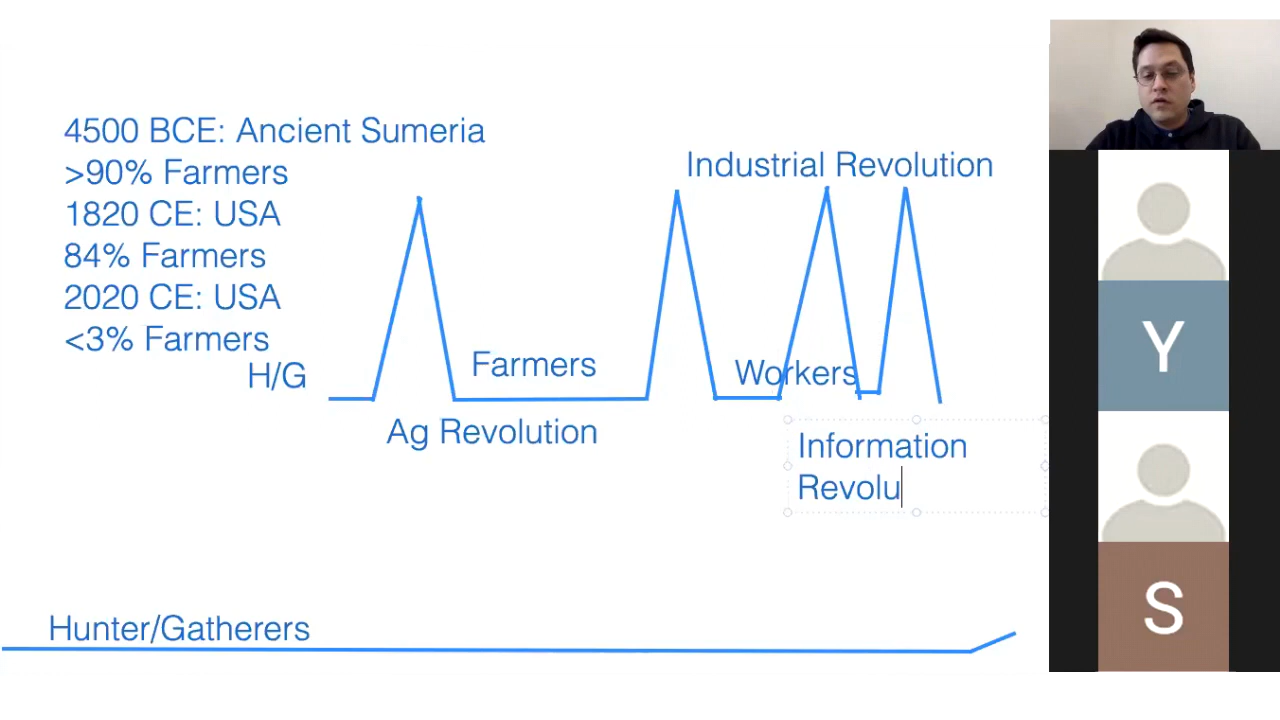 4500 BCE: Ancient Sumeria
>90% Farmers
1820 CE: USA
84% Farmers
2020 CE: USA
<3% Farmers
H/G
Farmers
Ag Revolution
Industrial Revolution
Workers
Information
Revolu
Hunter/Gatherers
Y
S